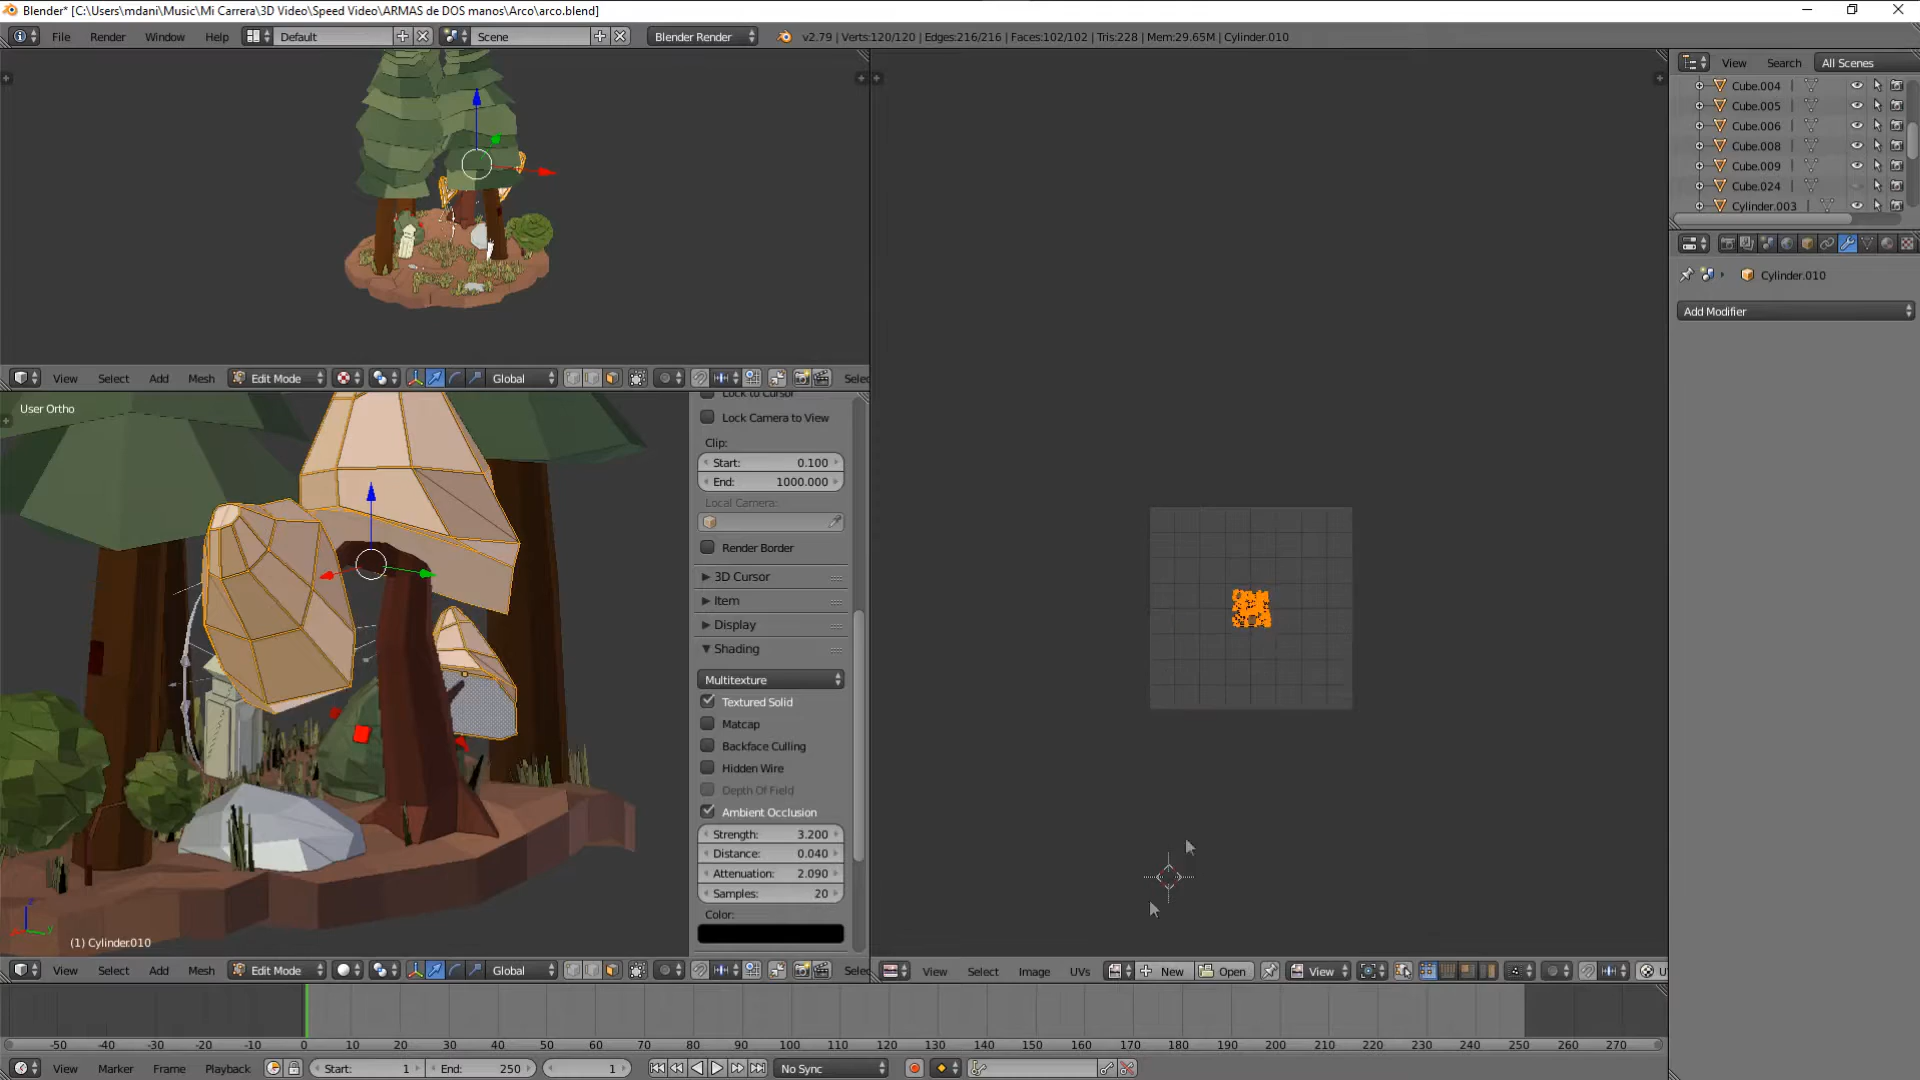 Blender* [C:\Users\mdani\Music\Mi Carrera\3D Video\Speed Video\ARMAS de DOS manos\Arco\arco.blend]
File Render Window Help Default Scene Blender Render v2.79 | Verts:120/120 | Edges:216/216 | Faces:102/102 | Tris:228 | Mem:29.65M | Cylinder.010
View Search All Scenes
Cube.004
Cube.005
Cube.006
Cube.008
Cube.009
Cube.024
Cylinder.003
Cylinder.010
Add Modifier
View Select Add Mesh Edit Mode Global Selec
User Ortho
Lock to Cursor
Lock Camera to View
Clip:
Start: 0.100
End: 1000.000
Local Camera:
Render Border
3D Cursor
Item
Display
Shading
Multitexture
Textured Solid
Matcap
Backface Culling
Hidden Wire
Depth Of Field
Ambient Occlusion
Strength: 3.200
Distance: 0.040
Attenuation: 2.090
Samples: 20
Color:
z
y
(1) Cylinder.010
View Select Add Mesh Edit Mode Global Selec
View Select Image UVs New Open View U
-50 -40 -30 -20 -10 0 10 20 30 40 50 60 70 80 90 100 110 120 130 140 150 160 170 180 190 200 210 220 230 240 250 260 270
View Marker Frame Playback Start: 1 End: 250 1 No Sync